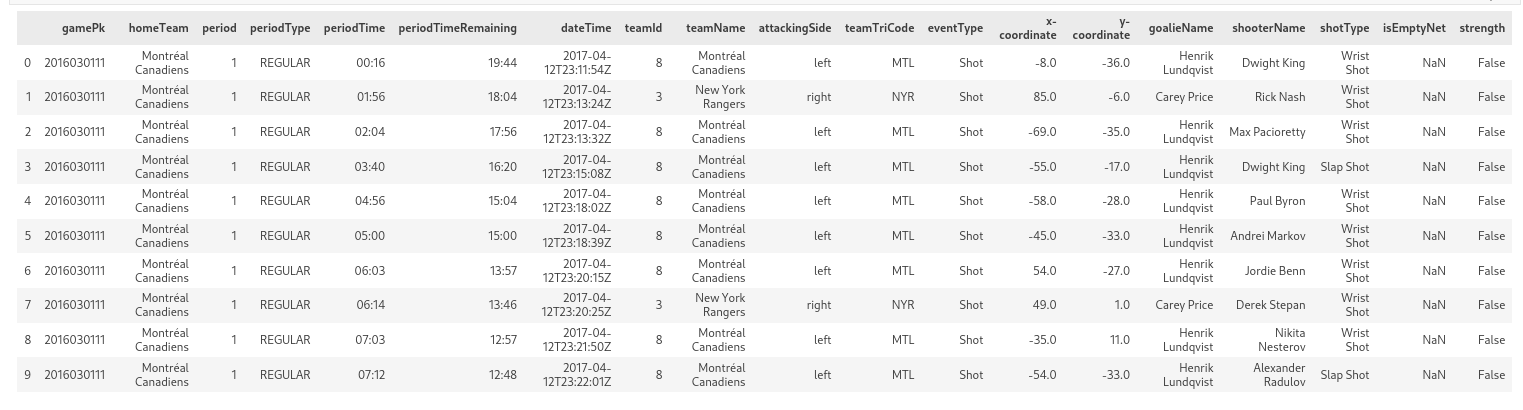 gamePk homeTeam period periodType periodTime periodTimeRemaining dateTime teamId teamName attackingSide teamTriCode eventType x-coordinate y-coordinate goalieName shooterName shotType isEmptyNet strength
0 2016030111 Montréal Canadiens 1 REGULAR 00:16 19:44 2017-04-12T23:11:54Z 8 Montréal Canadiens left MTL Shot -8.0 -36.0 Henrik Lundqvist Dwight King Wrist Shot NaN False
1 2016030111 Montréal Canadiens 1 REGULAR 01:56 18:04 2017-04-12T23:13:24Z 3 New York Rangers right NYR Shot 85.0 -6.0 Carey Price Rick Nash Wrist Shot NaN False
2 2016030111 Montréal Canadiens 1 REGULAR 02:04 17:56 2017-04-12T23:13:32Z 8 Montréal Canadiens left MTL Shot -69.0 -35.0 Henrik Lundqvist Max Pacioretty Wrist Shot NaN False
3 2016030111 Montréal Canadiens 1 REGULAR 03:40 16:20 2017-04-12T23:15:08Z 8 Montréal Canadiens left MTL Shot -55.0 -17.0 Henrik Lundqvist Dwight King Slap Shot NaN False
4 2016030111 Montréal Canadiens 1 REGULAR 04:56 15:04 2017-04-12T23:18:02Z 8 Montréal Canadiens left MTL Shot -58.0 -28.0 Henrik Lundqvist Paul Byron Wrist Shot NaN False
5 2016030111 Montréal Canadiens 1 REGULAR 05:00 15:00 2017-04-12T23:18:39Z 8 Montréal Canadiens left MTL Shot -45.0 -33.0 Henrik Lundqvist Andrei Markov Wrist Shot NaN False
6 2016030111 Montréal Canadiens 1 REGULAR 06:03 13:57 2017-04-12T23:20:15Z 8 Montréal Canadiens left MTL Shot 54.0 -27.0 Henrik Lundqvist Jordie Benn Wrist Shot NaN False
7 2016030111 Montréal Canadiens 1 REGULAR 06:14 13:46 2017-04-12T23:20:25Z 3 New York Rangers right NYR Shot 49.0 1.0 Carey Price Derek Stepan Wrist Shot NaN False
8 2016030111 Montréal Canadiens 1 REGULAR 07:03 12:57 2017-04-12T23:21:50Z 8 Montréal Canadiens left MTL Shot -35.0 11.0 Henrik Lundqvist Nikita Nesterov Wrist Shot NaN False
9 2016030111 Montréal Canadiens 1 REGULAR 07:12 12:48 2017-04-12T23:22:01Z 8 Montréal Canadiens left MTL Shot -54.0 -33.0 Henrik Lundqvist Alexander Radulov Slap Shot NaN False